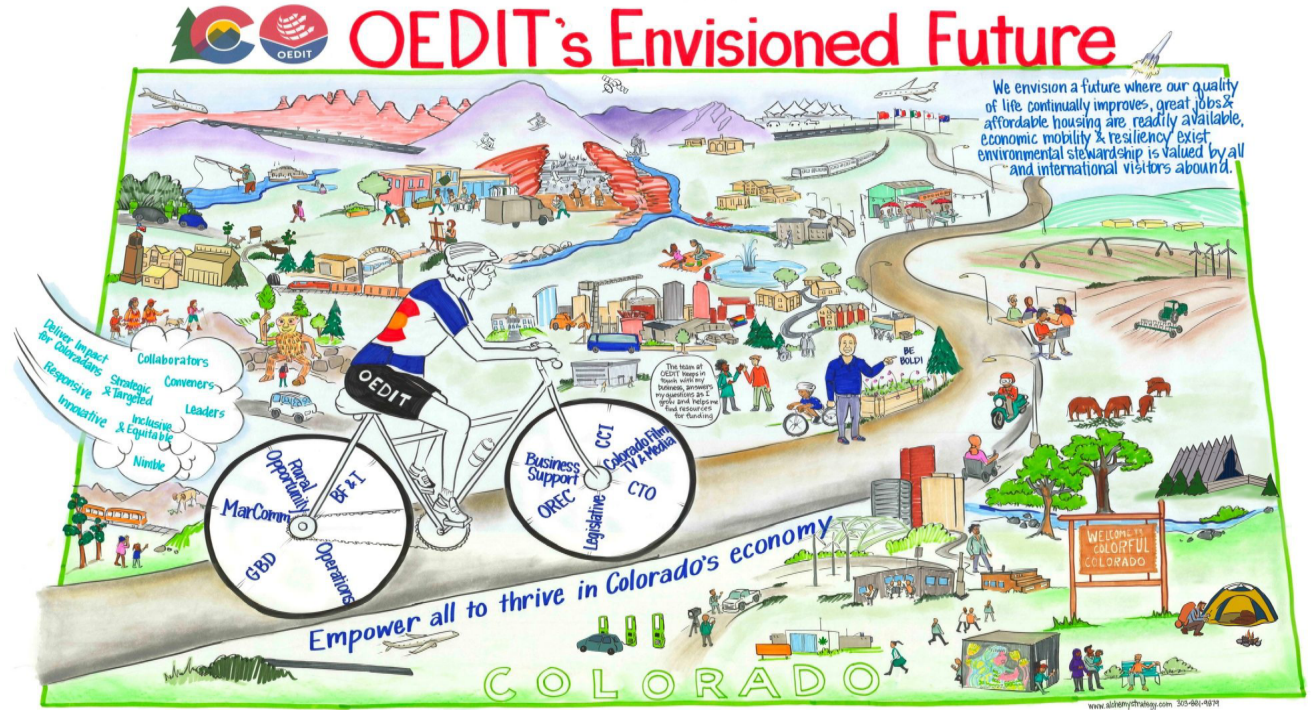 OEDIT
OEDIT's Envisioned Future
We envision a future where our quality
of life continually improves, great jobs &
affordable housing are readily available,
economic mobility & resiliency exist
environmental stewardship is valued by all
and international visitors abound.
Deliver Impact
for Coloradans
Responsive
Innovative
Strategic
& Targeted
Inclusive
& Equitable
Nimble
Collaborators
Conveners
Leaders
OEDIT
The team at
OEDIT keeps in
touch with my
business, answers
my questions as I
grow and helps me
find resources
for funding
BE
BOLD!
Rural
Opportunity
BF & I
MarComm
GBD
Operations
CCI
Colorado Film
TV & Media
Business
Support
OREC
CTO
Legislative
Empower all to thrive in Colorado's economy
WELCOME TO
COLORFUL
COLORADO
COLORADO
www.alchemystrategy.com 303-881-9879